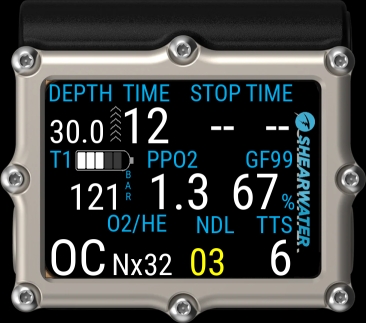 DEPTH TIME STOP TIME
30.0 12 -- --
T1 PPO2 GF99
121 BAR 1.3 67%
O2/HE NDL TTS
OC Nx32 03 6
SHEARWATER